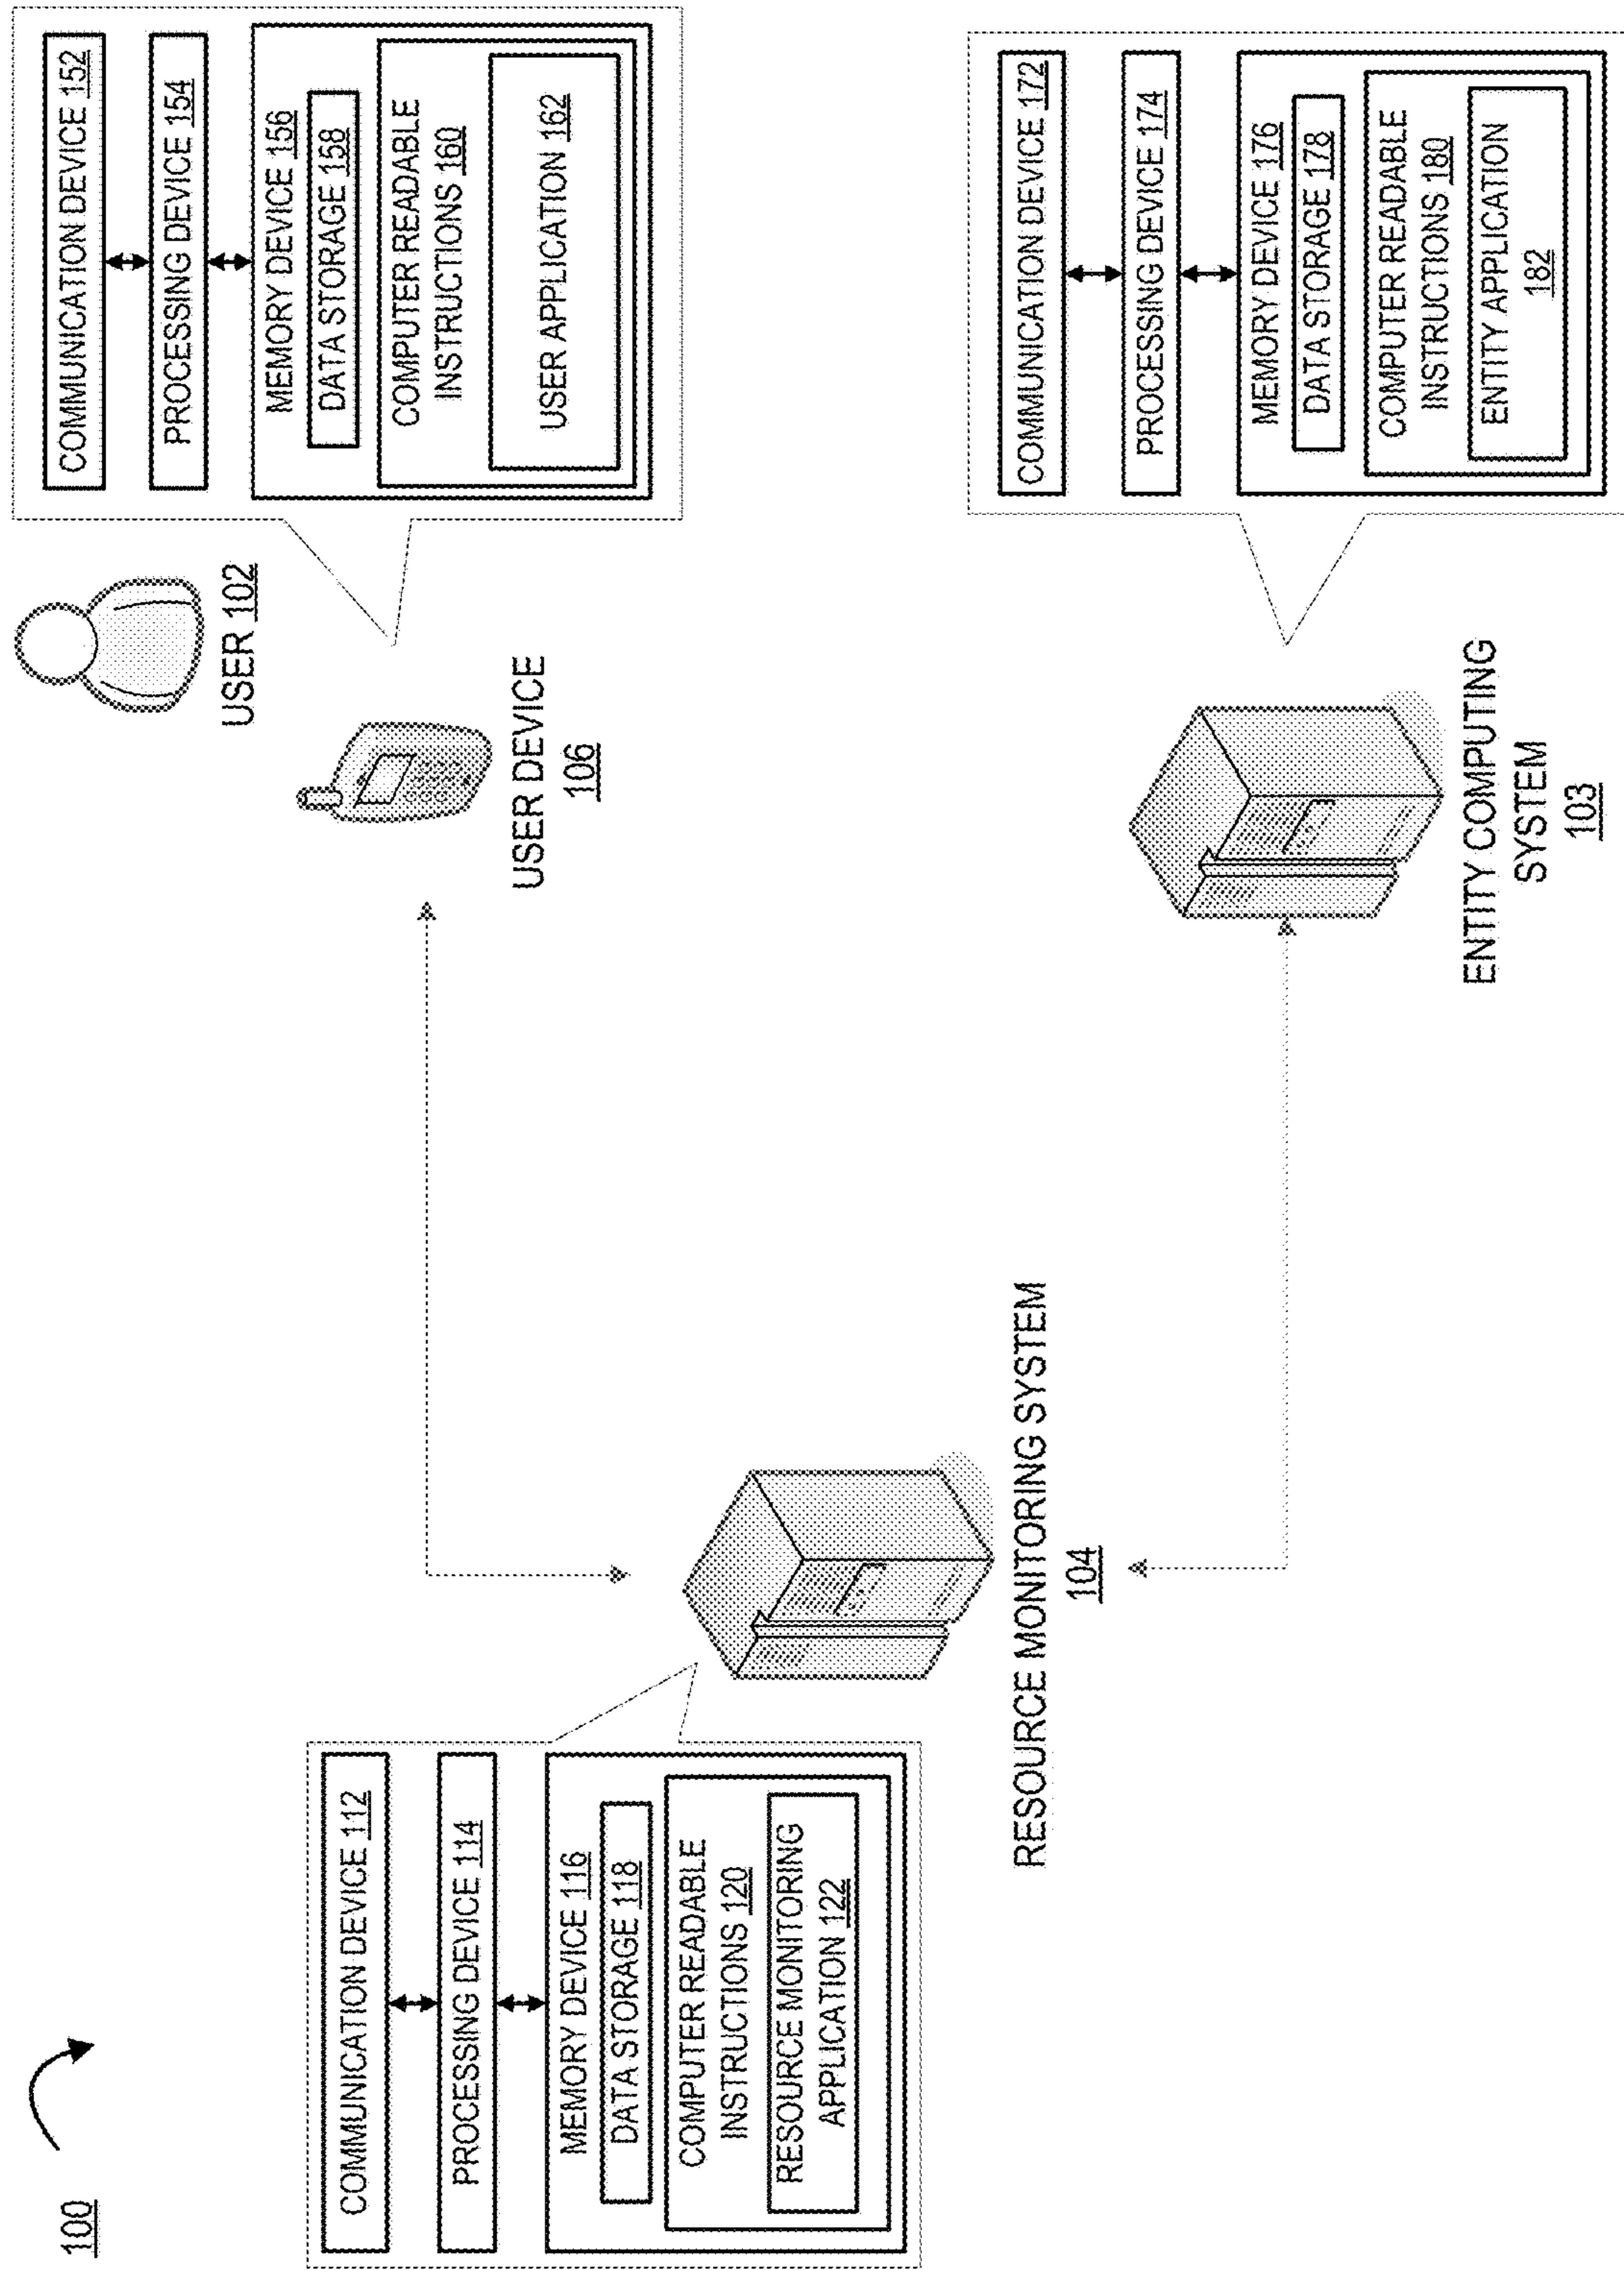 100
COMMUNICATION DEVICE 112
PROCESSING DEVICE 114
MEMORY DEVICE 116
DATA STORAGE 118
COMPUTER READABLE
INSTRUCTIONS 120
RESOURCE MONITORING
APPLICATION 122
RESOURCE MONITORING SYSTEM
104
USER 102
USER DEVICE
106
COMMUNICATION DEVICE 152
PROCESSING DEVICE 154
MEMORY DEVICE 156
DATA STORAGE 158
COMPUTER READABLE
INSTRUCTIONS 160
USER APPLICATION 162
ENTITY COMPUTING
SYSTEM
103
COMMUNICATION DEVICE 172
PROCESSING DEVICE 174
MEMORY DEVICE 176
DATA STORAGE 178
COMPUTER READABLE
INSTRUCTIONS 180
ENTITY APPLICATION
182